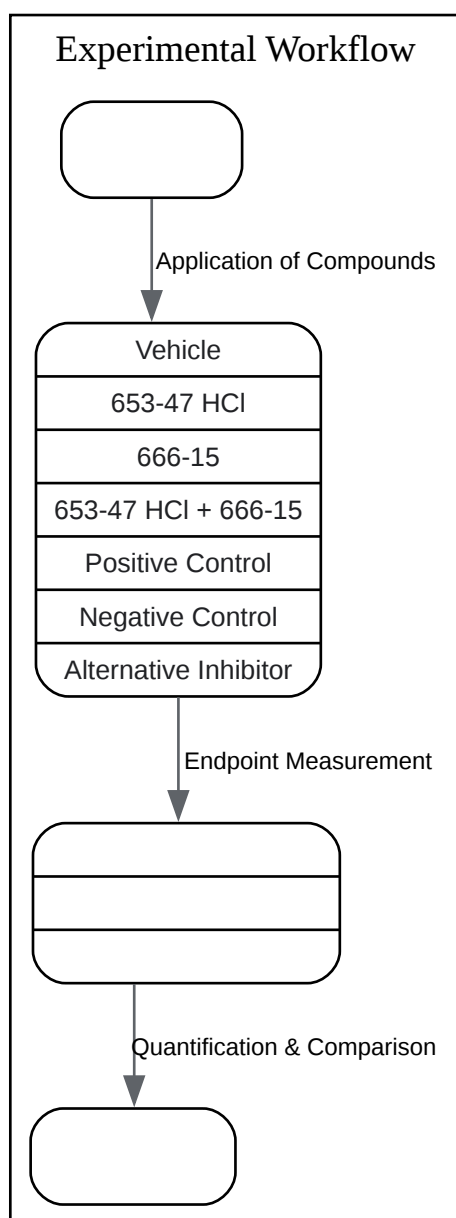 Experimental Workflow
Application of Compounds
Vehicle
653-47 HCl
666-15
653-47 HCl + 666-15
Positive Control
Negative Control
Alternative Inhibitor
Endpoint Measurement
Quantification & Comparison